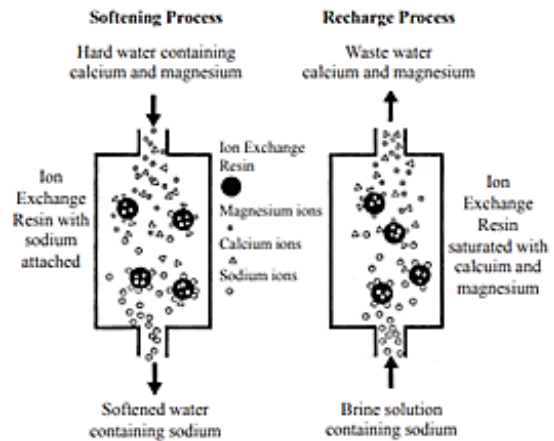 Softening Process
Hard water containing
calcium and magnesium
Ion
Exchange
Resin with
sodium
attached
Softened water
containing sodium
Ion Exchange
Resin
Magnesium ions
Calcium ions
Sodium ions
Recharge Process
Waste water
calcium and magnesium
Ion
Exchange
Resin
saturated with
calcuim and
magnesium
Brine solution
containing sodium